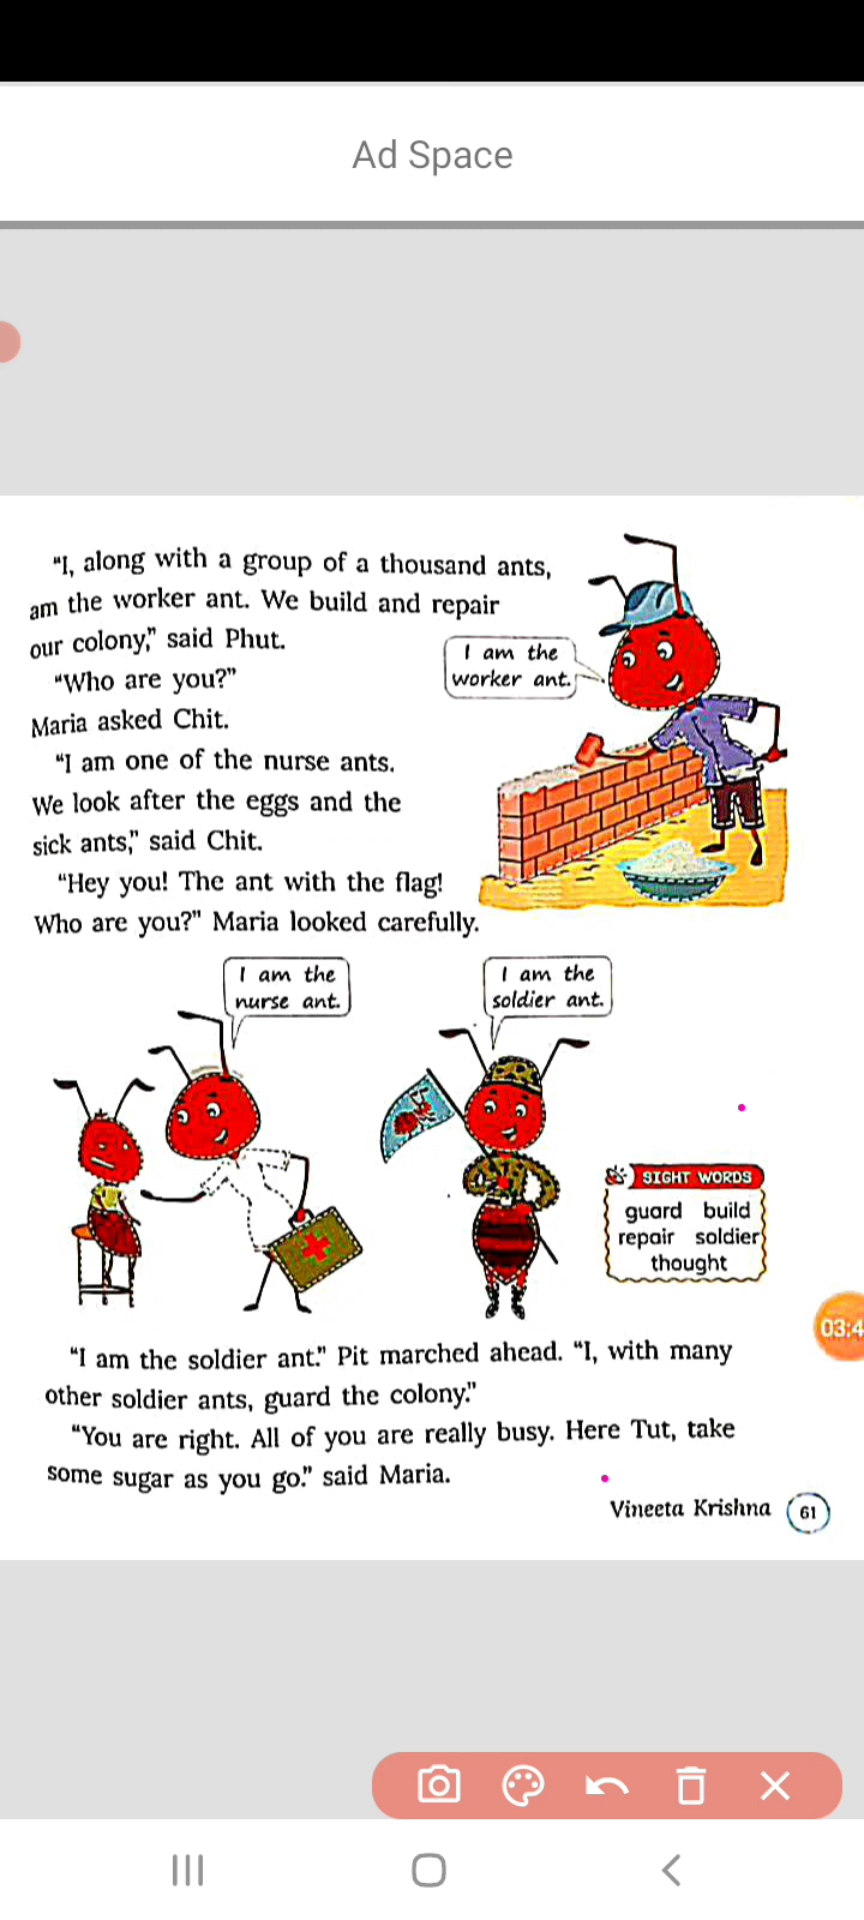 Ad Space
“I, along with a group of a thousand ants,
am the worker ant. We build and repair
our colony,” said Phut.
I am the
worker ant.
“Who are you?”
Maria asked Chit.
“I am one of the nurse ants.
We look after the eggs and the
sick ants,” said Chit.
“Hey you! The ant with the flag!
Who are you?” Maria looked carefully.
I am the
nurse ant.
I am the
soldier ant.
SIGHT WORDS
guard build
repair soldier
thought
“I am the soldier ant.” Pit marched ahead. “I, with many
other soldier ants, guard the colony.”
“You are right. All of you are really busy. Here Tut, take
some sugar as you go.” said Maria.
Vineeta Krishna 61
03:4